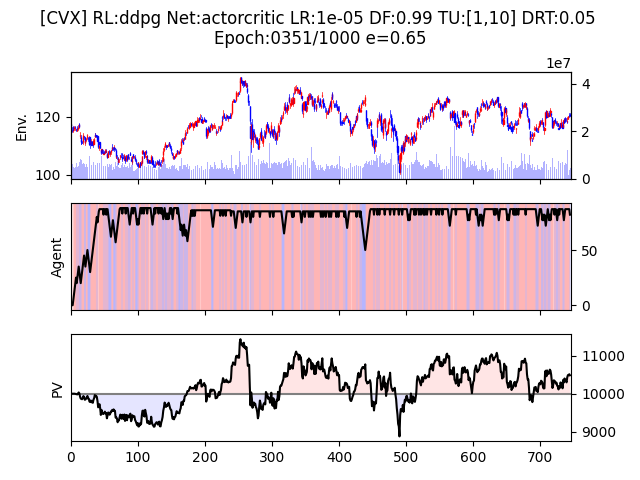 [CVX] RL:ddpg Net:actorcritic LR:1e-05 DF:0.99 TU:[1,10] DRT:0.05
Epoch:0351/1000 e=0.65
1e7
Env.
120
100
4
2
0
Agent
50
0
PV
11000
10000
9000
0 100 200 300 400 500 600 700